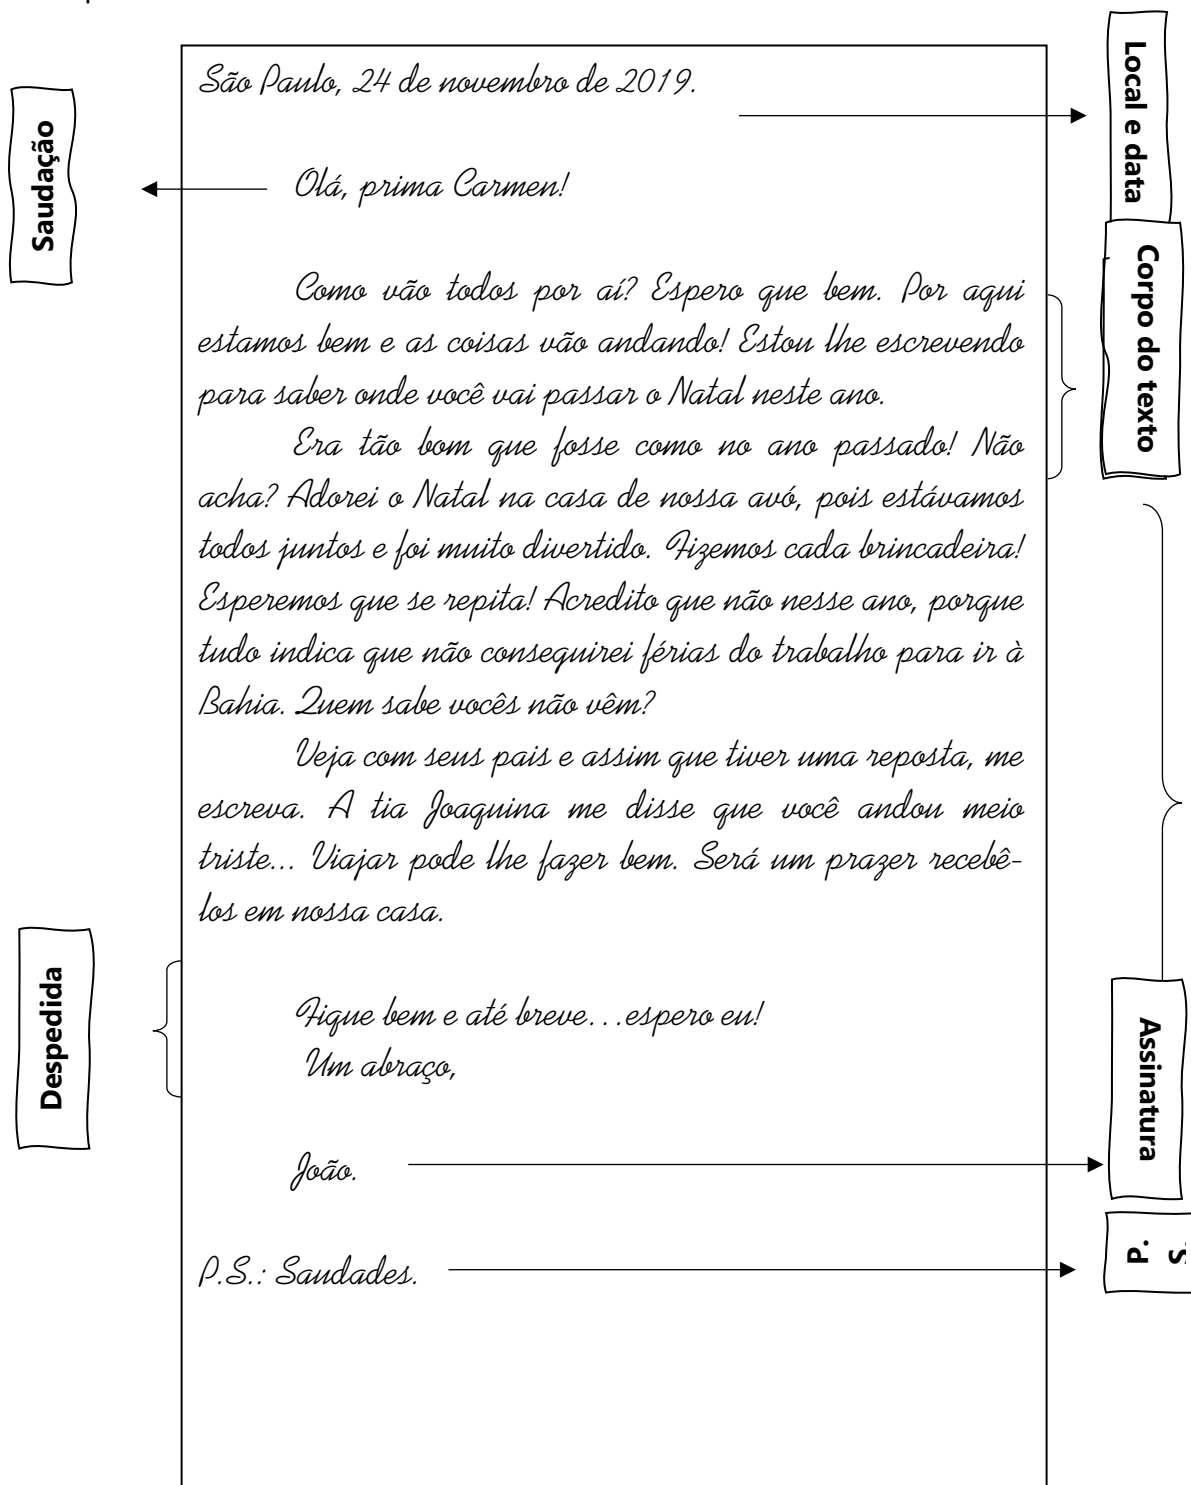 São Paulo, 24 de novembro de 2019.
Local e data
Saudação
Olá, prima Carmen!
Corpo do texto
Como vão todos por aí? Espero que bem. Por aqui
estamos bem e as coisas vão andando! Estou lhe escrevendo
para saber onde você vai passar o Natal neste ano.
Era tão bom que fosse como no ano passado! Não
acha? Adorei o Natal na casa de nossa avó, pois estávamos
todos juntos e foi muito divertido. Fizemos cada brincadeira!
Esperemos que se repita! Acredito que não nesse ano, porque
tudo indica que não conseguirei férias do trabalho para ir à
Bahia. Quem sabe vocês não vêm?
Veja com seus pais e assim que tiver uma reposta, me
escreva. A tia Joaquina me disse que você andou meio
triste... Viajar pode lhe fazer bem. Será um prazer recebê-
los em nossa casa.
Despedida
Fique bem e até breve...espero eu!
Um abraço,
Assinatura
João.
P.S.: Saudades.
P.
S.